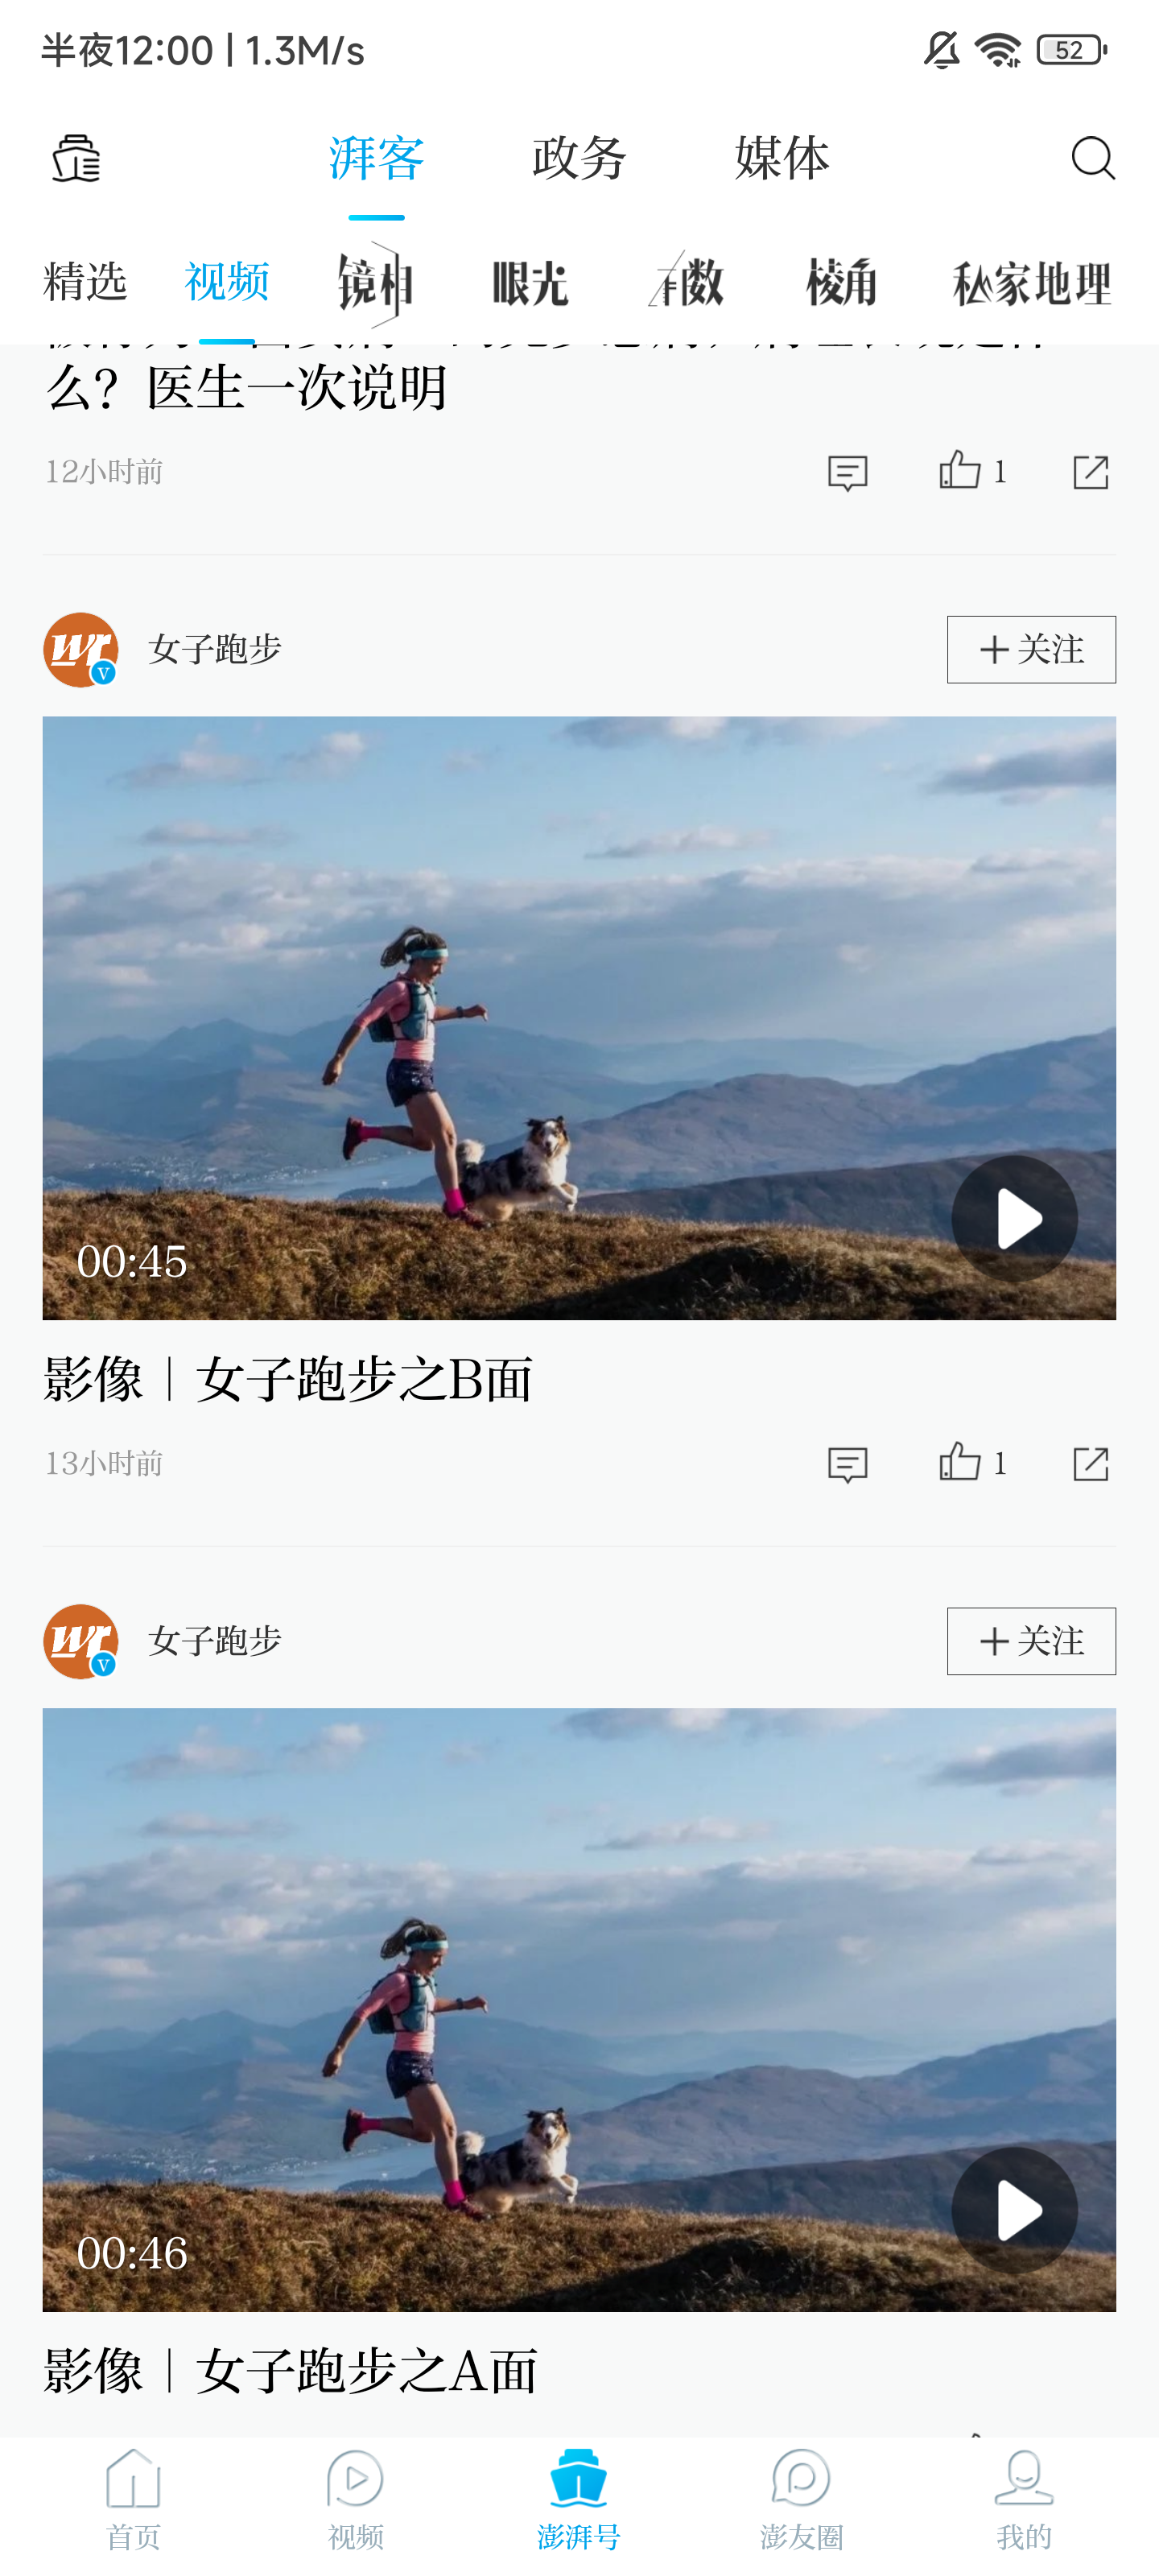 半夜12:00 | 1.3M/s
52
湃客 政务 媒体
精选 视频 镜相 眼光 有数 棱角 私家地理
么？医生一次说明
12小时前 1
wr
V
女子跑步
+ 关注
00:45
影像｜女子跑步之B面
13小时前 1
wr
V
女子跑步
+ 关注
00:46
影像｜女子跑步之A面
首页 视频 澎湃号 澎友圈 我的